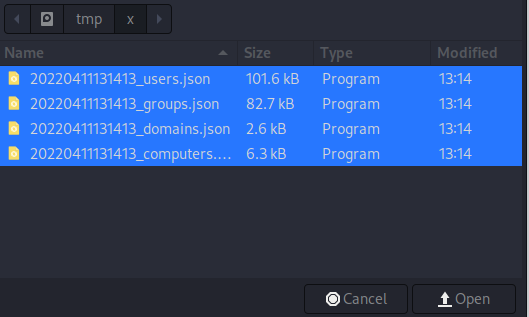 tmp x
Name Size Type Modified
20220411131413_users.json 101.6 kB Program 13:14
20220411131413_groups.json 82.7 kB Program 13:14
20220411131413_domains.json 2.6 kB Program 13:14
20220411131413_computers.... 6.3 kB Program 13:14
Cancel Open